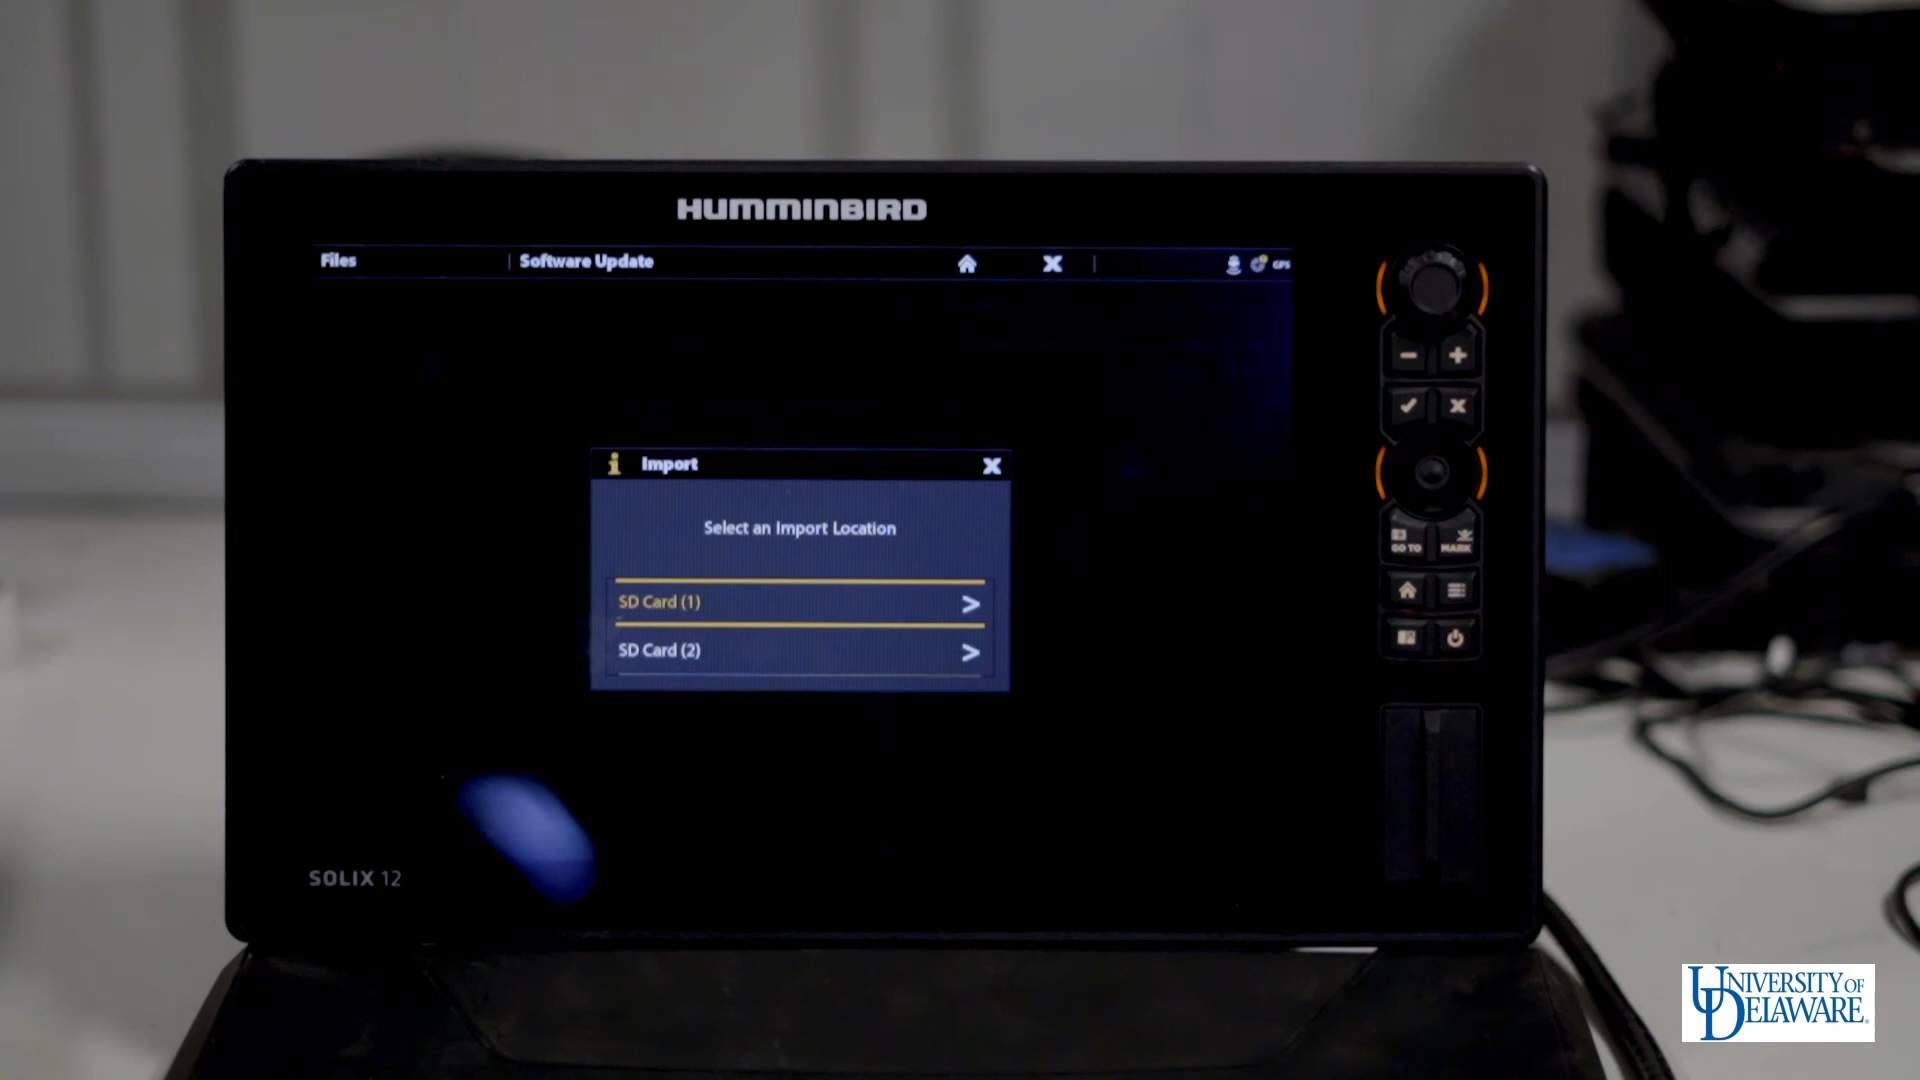 HUMMINBIRD
Files
Software Update
GPS
Import
Select an Import Location
SD Card (1)
SD Card (2)
GO TO
MARK
SOLIX 12
UNIVERSITY OF
DELAWARE